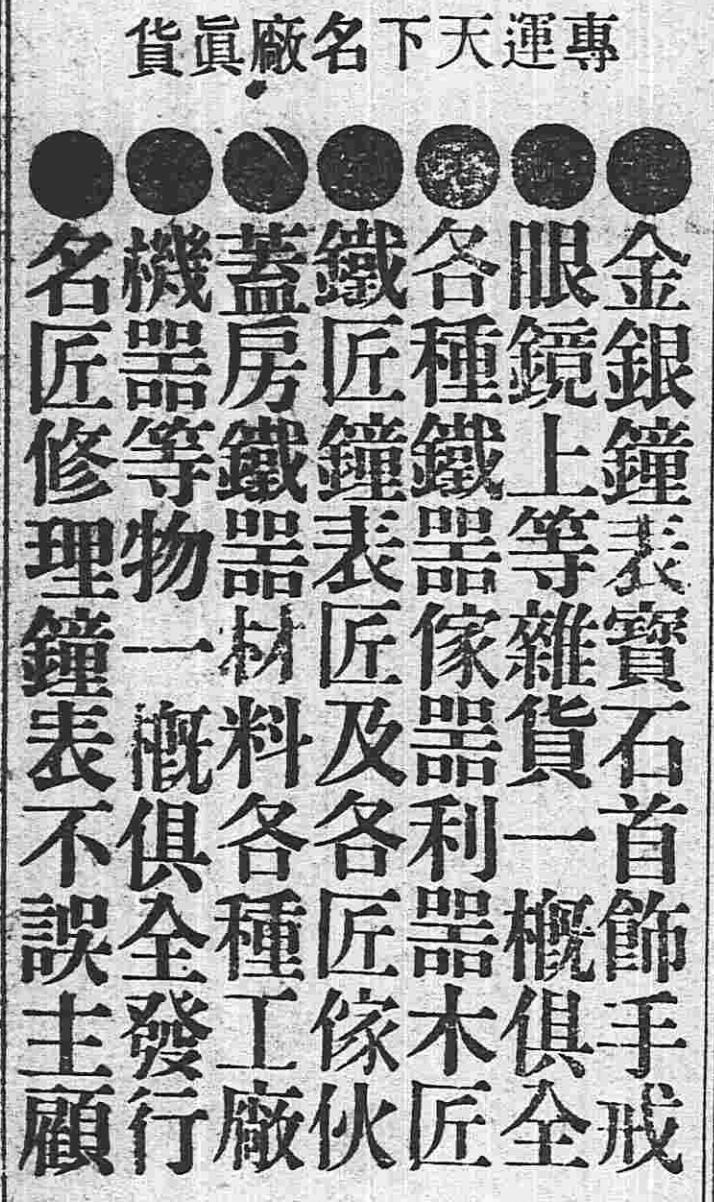 專運天下名廠眞貨
●金銀鐘表寶石首飾手戒
●眼鏡上等雜貨一概俱全
●各種鐵器傢器利器木匠
●鐵匠鐘表匠及各匠傢伙
●蓋房鐵器材料各種工廠
●機器等物一概俱全發行
●名匠修理鐘表不誤主顧